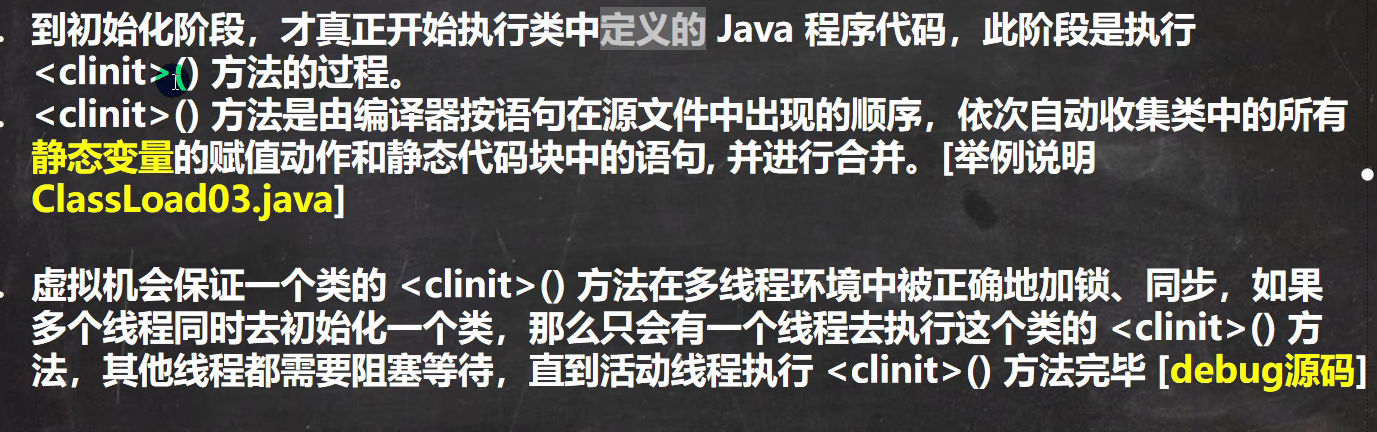 到初始化阶段，才真正开始执行类中定义的 Java 程序代码，此阶段是执行
<clinit>() 方法的过程。
<clinit>() 方法是由编译器按语句在源文件中出现的顺序，依次自动收集类中的所有
静态变量的赋值动作和静态代码块中的语句, 并进行合并。[举例说明
ClassLoad03.java]
虚拟机会保证一个类的 <clinit>() 方法在多线程环境中被正确地加锁、同步，如果
多个线程同时去初始化一个类，那么只会有一个线程去执行这个类的 <clinit>() 方
法，其他线程都需要阻塞等待，直到活动线程执行 <clinit>() 方法完毕 [debug源码]